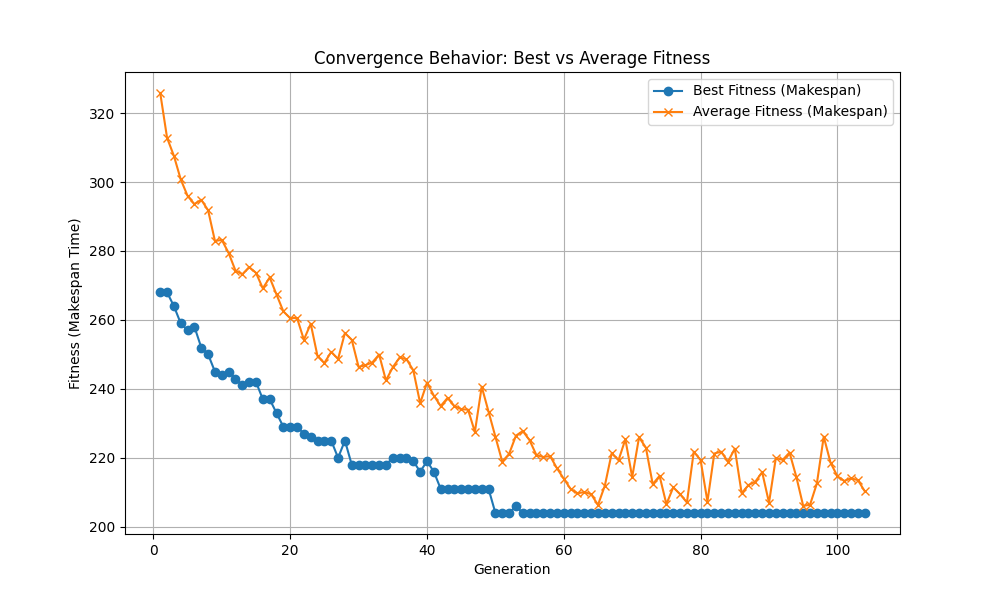 Convergence Behavior: Best vs Average Fitness
Best Fitness (Makespan)
Average Fitness (Makespan)
Fitness (Makespan Time)
320
300
280
260
240
220
200
0 20 40 60 80 100
Generation